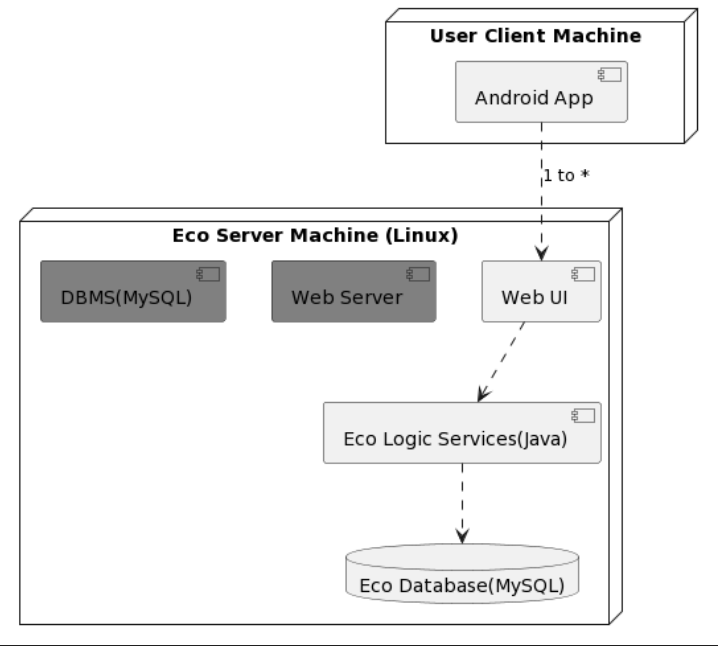 User Client Machine
Android App
1 to *
Eco Server Machine (Linux)
DBMS(MySQL)
Web Server
Web UI
Eco Logic Services(Java)
Eco Database(MySQL)